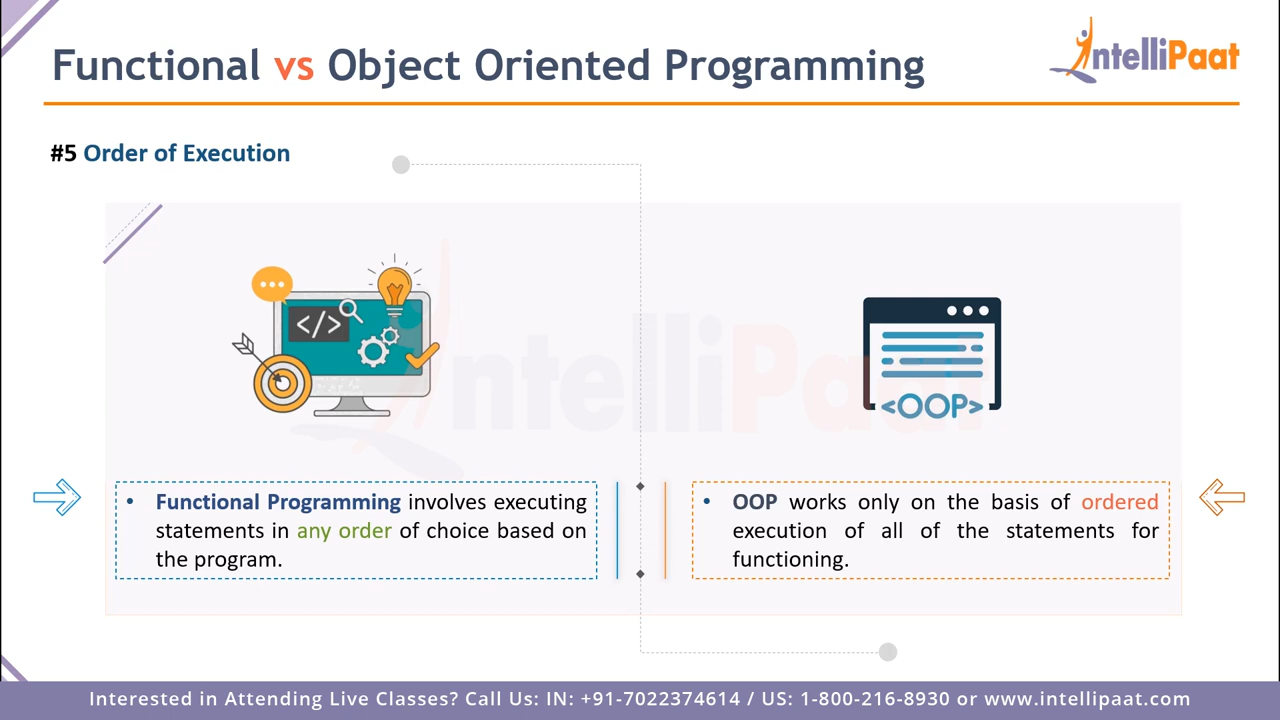 Functional vs Object Oriented Programming
IntelliPaat
#5 Order of Execution
</>
<OOP>
IntelliPaat
• Functional Programming involves executing
statements in any order of choice based on
the program.
• OOP works only on the basis of ordered
execution of all of the statements for
functioning.
Interested in Attending Live Classes? Call Us: IN: +91-7022374614 / US: 1-800-216-8930 or www.intellipaat.com